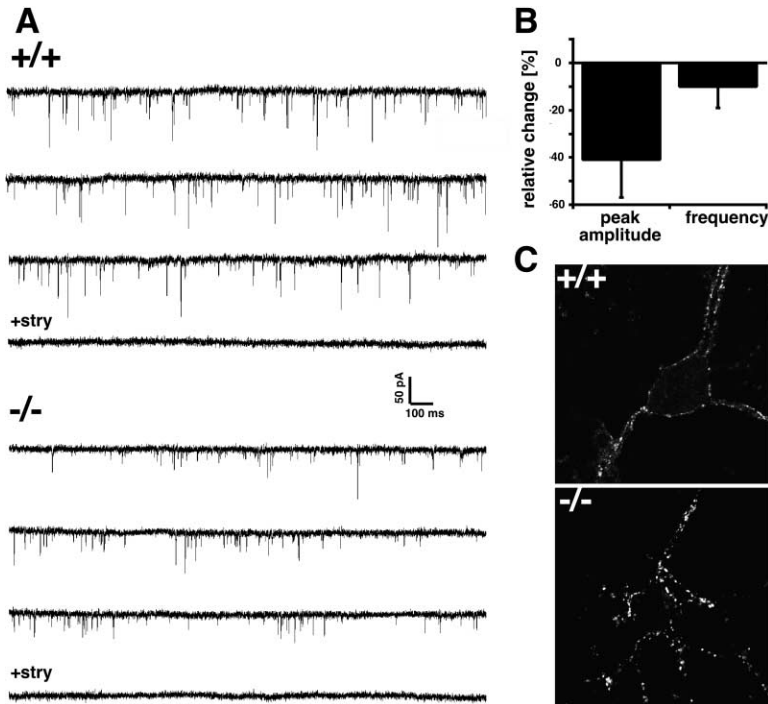 A
+/+
+stry
50 pA
100 ms
-/-
+stry
B
relative change [%]
0
-20
-40
-60
peak
amplitude
frequency
C
+/+
-/-